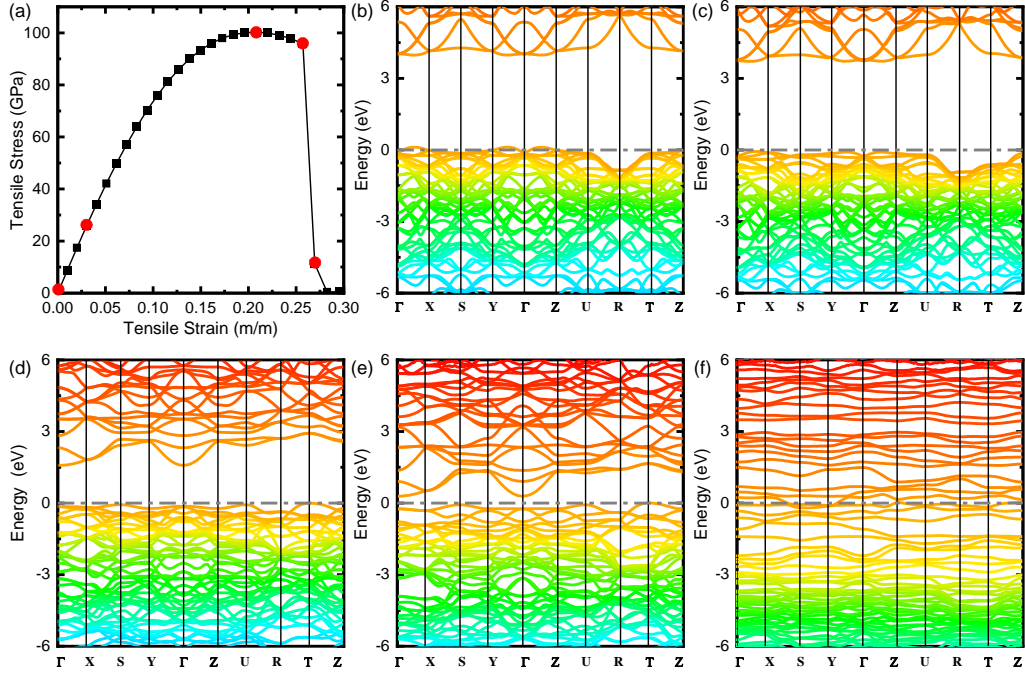 (a)
100
80
60
40
20
0
Tensile Stress (GPa)
0.00 0.05 0.10 0.15 0.20 0.25 0.30
Tensile Strain (m/m)
(b)
6
3
0
-3
-6
Energy (eV)
Γ X S Y Γ Z U R T Z
(c)
6
3
0
-3
-6
Energy (eV)
Γ X S Y Γ Z U R T Z
(d)
6
3
0
-3
-6
Energy (eV)
Γ X S Y Γ Z U R T Z
(e)
6
3
0
-3
-6
Energy (eV)
Γ X S Y Γ Z U R T Z
(f)
6
3
0
-3
-6
Energy (eV)
Γ X S Y Γ Z U R T Z